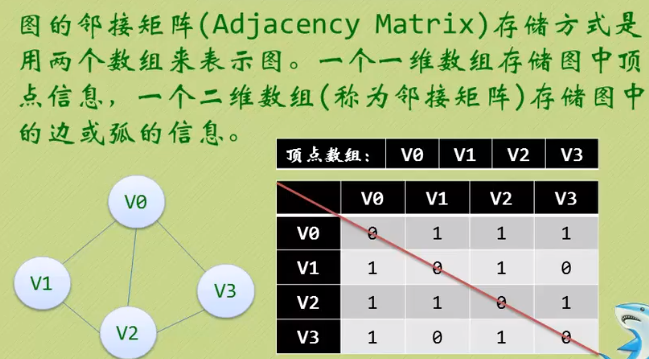 图的邻接矩阵(Adjacency Matrix)存储方式是
用两个数组来表示图。一个一维数组存储图中顶
点信息，一个二维数组(称为邻接矩阵)存储图中
的边或弧的信息。
顶点数组： V0 V1 V2 V3
V0 V1 V2 V3
V0 0 1 1 1
V1 1 0 1 0
V2 1 1 0 1
V3 1 0 1 0
V0
V1
V3
V2